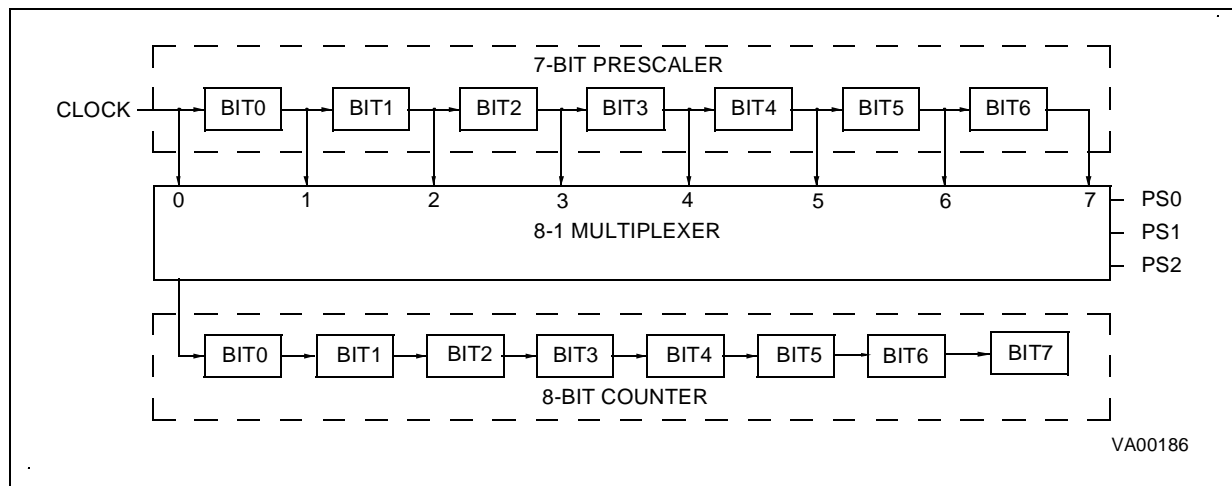 7-BIT PRESCALER
CLOCK BIT0 BIT1 BIT2 BIT3 BIT4 BIT5 BIT6
0 1 2 3 4 5 6 7 PS0
8-1 MULTIPLEXER PS1
PS2
BIT0 BIT1 BIT2 BIT3 BIT4 BIT5 BIT6 BIT7
8-BIT COUNTER
VA00186